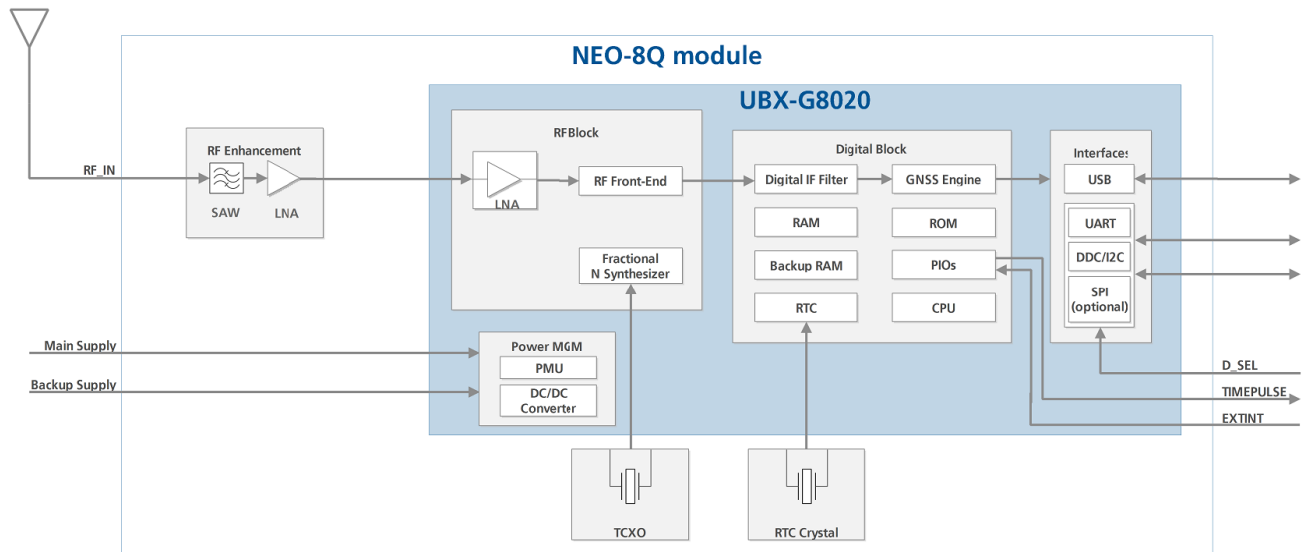 NEO-8Q module
UBX-G8020
RF_IN
RF Enhancement
SAW
LNA
RFBlock
LNA
RF Front-End
Fractional
N Synthesizer
Digital Block
Digital IF Filter
GNSS Engine
RAM
ROM
Backup RAM
PIOs
RTC
CPU
Interfaces
USB
UART
DDC/I2C
SPI
(optional)
Main Supply
Backup Supply
Power MGM
PMU
DC/DC
Converter
D_SEL
TIMEPULSE
EXTINT
TCXO
RTC Crystal